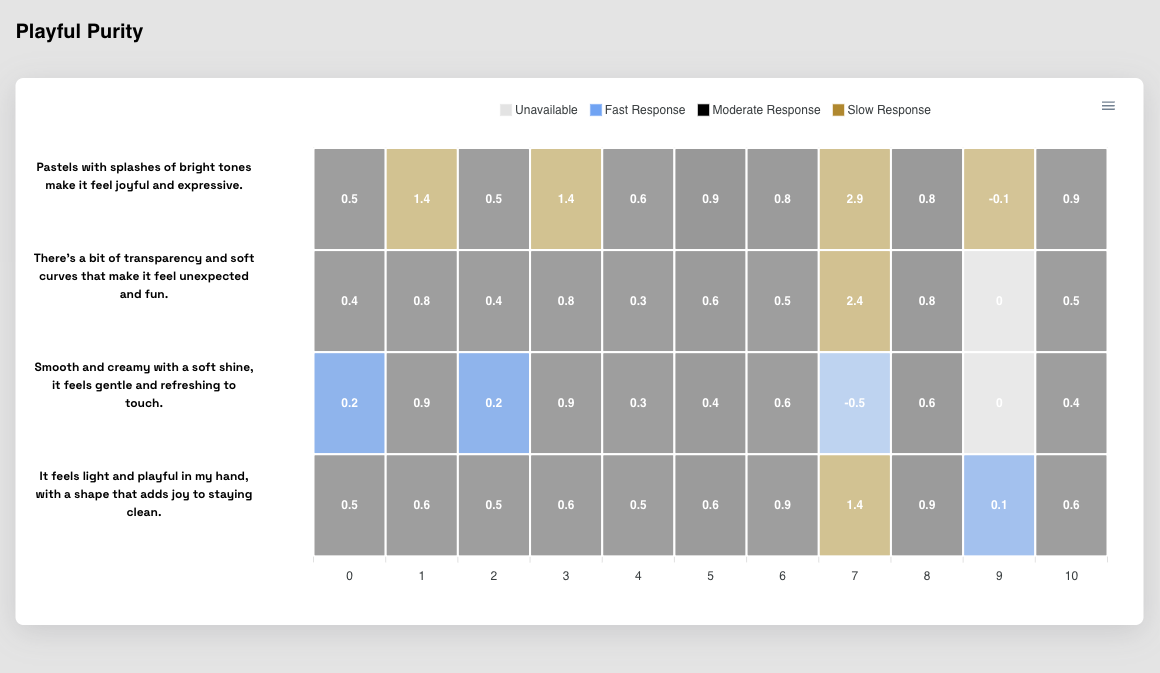 Playful Purity
Unavailable Fast Response Moderate Response Slow Response
Pastels with splashes of bright tones
make it feel joyful and expressive.
0.5 1.4 0.5 1.4 0.6 0.9 0.8 2.9 0.8 -0.1 0.9
There's a bit of transparency and soft
curves that make it feel unexpected
and fun.
0.4 0.8 0.4 0.8 0.3 0.6 0.5 2.4 0.8 0 0.5
Smooth and creamy with a soft shine,
it feels gentle and refreshing to
touch.
0.2 0.9 0.2 0.9 0.3 0.4 0.6 -0.5 0.6 0 0.4
It feels light and playful in my hand,
with a shape that adds joy to staying
clean.
0.5 0.6 0.5 0.6 0.5 0.6 0.9 1.4 0.9 0.1 0.6
0 1 2 3 4 5 6 7 8 9 10